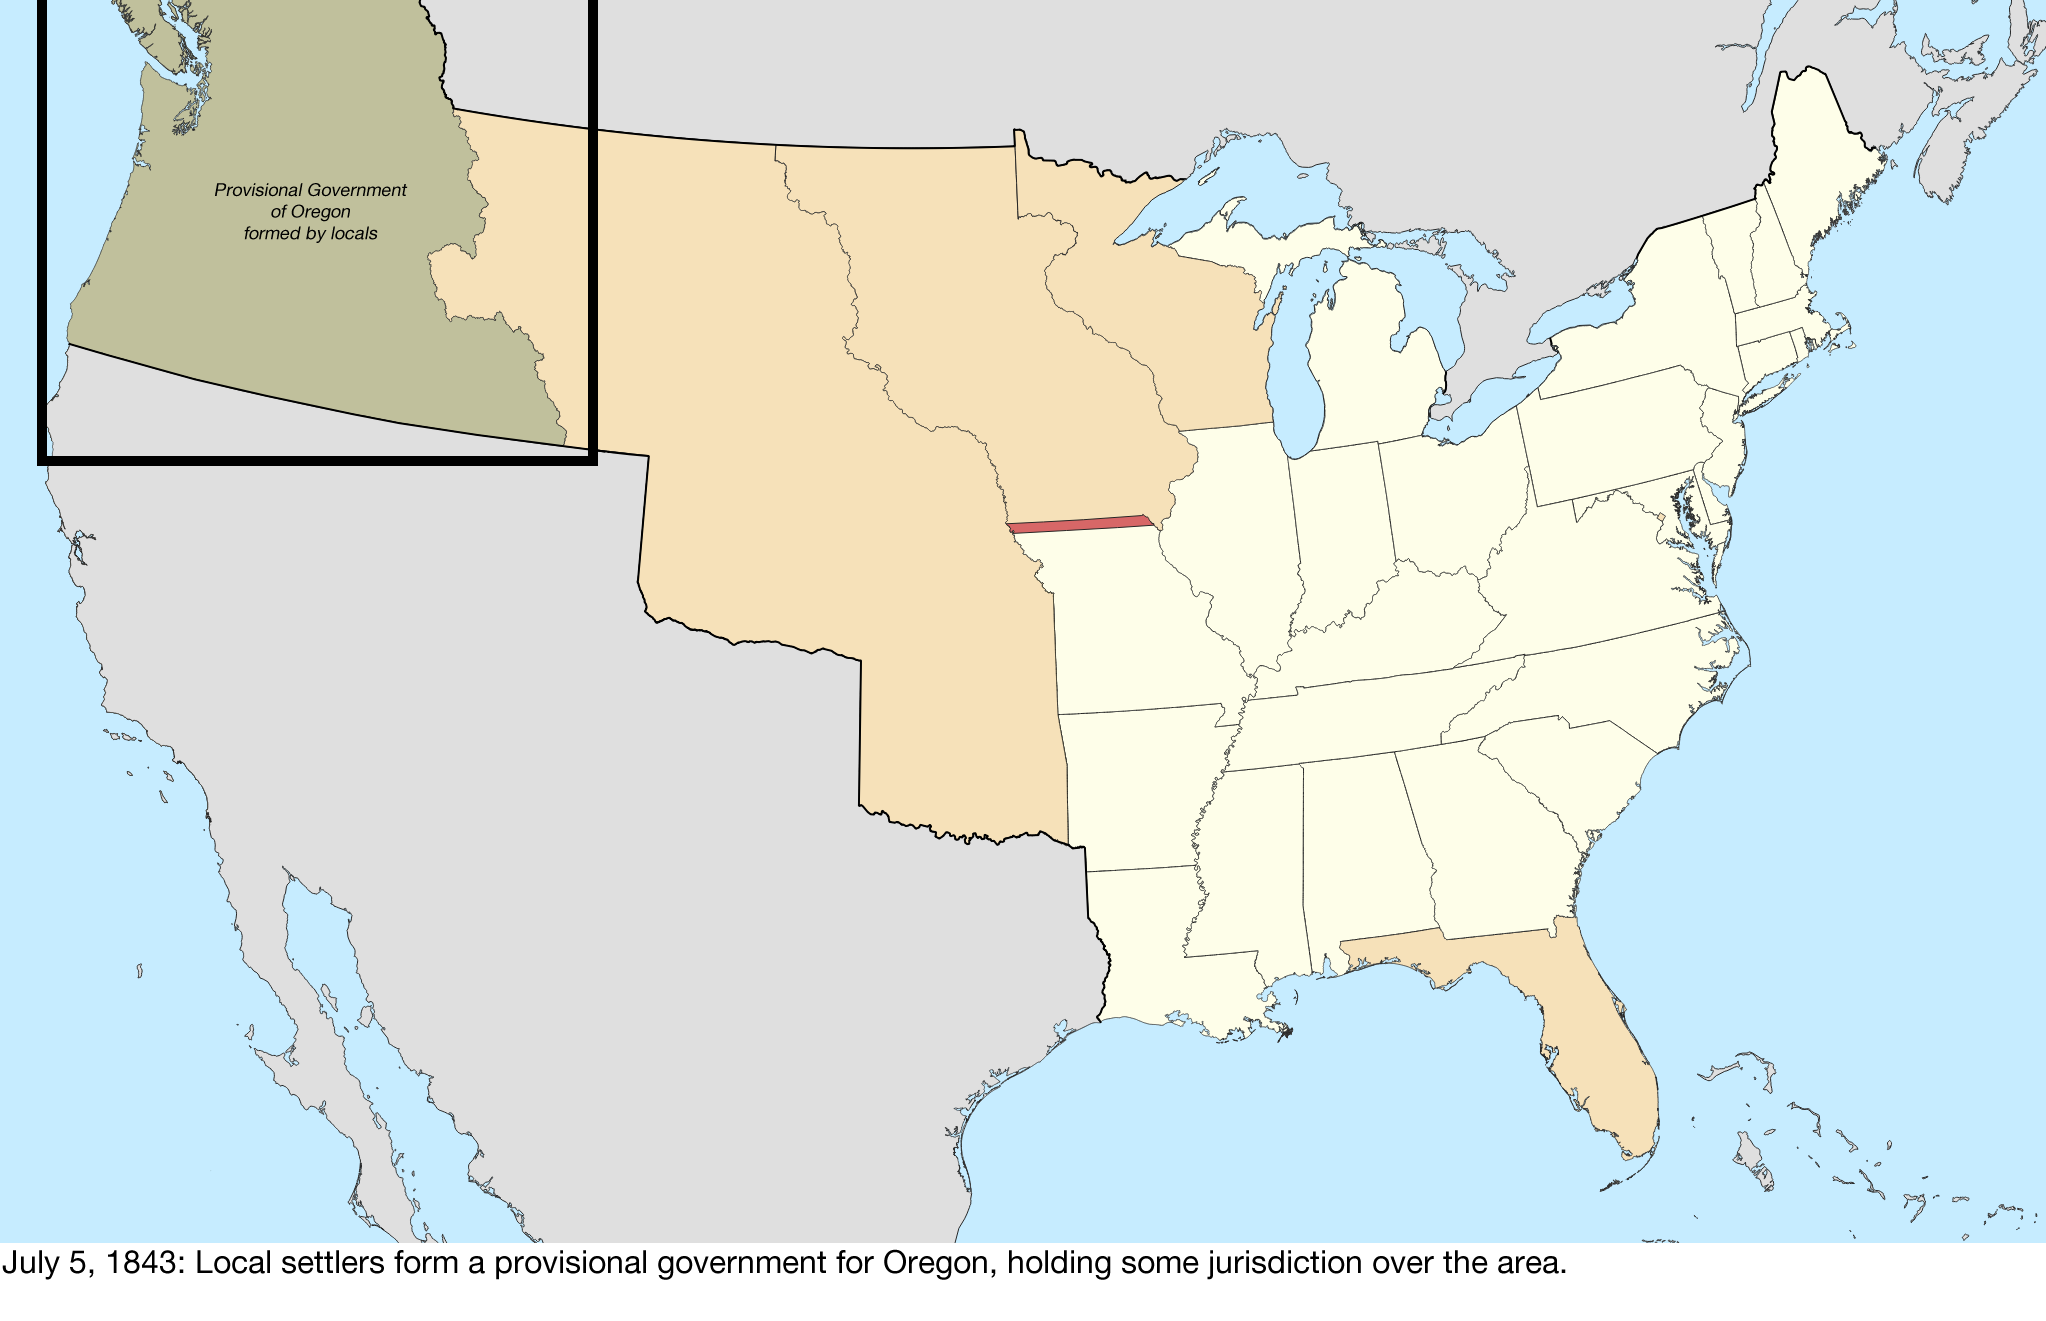 Provisional Government
of Oregon
formed by locals
July 5, 1843: Local settlers form a provisional government for Oregon, holding some jurisdiction over the area.